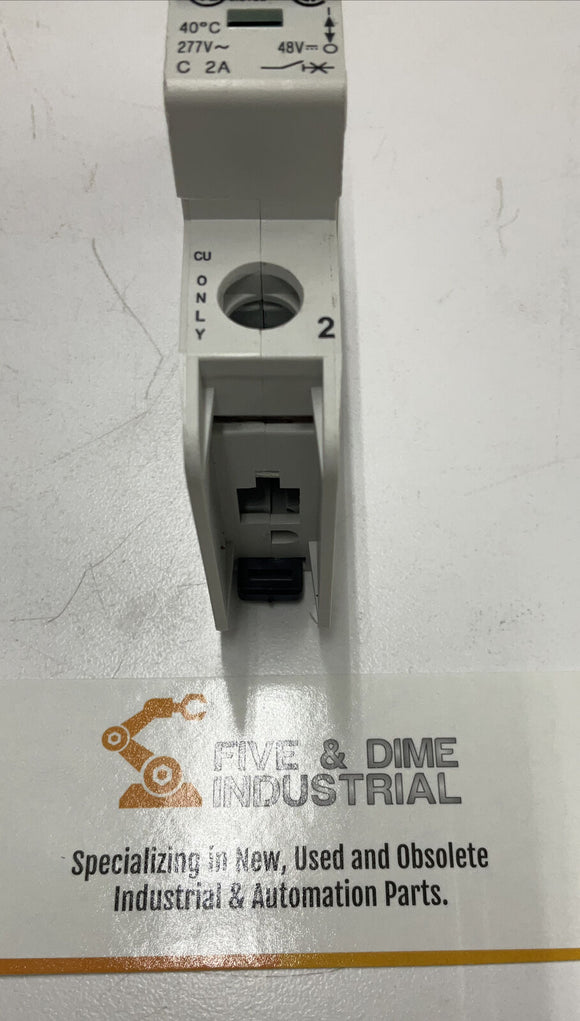 40°C
277V~ 48V⎓
C 2A
CU
ONLY
2
FIVE & DIME
INDUSTRIAL
Specializing in New, Used and Obsolete
Industrial & Automation Parts.